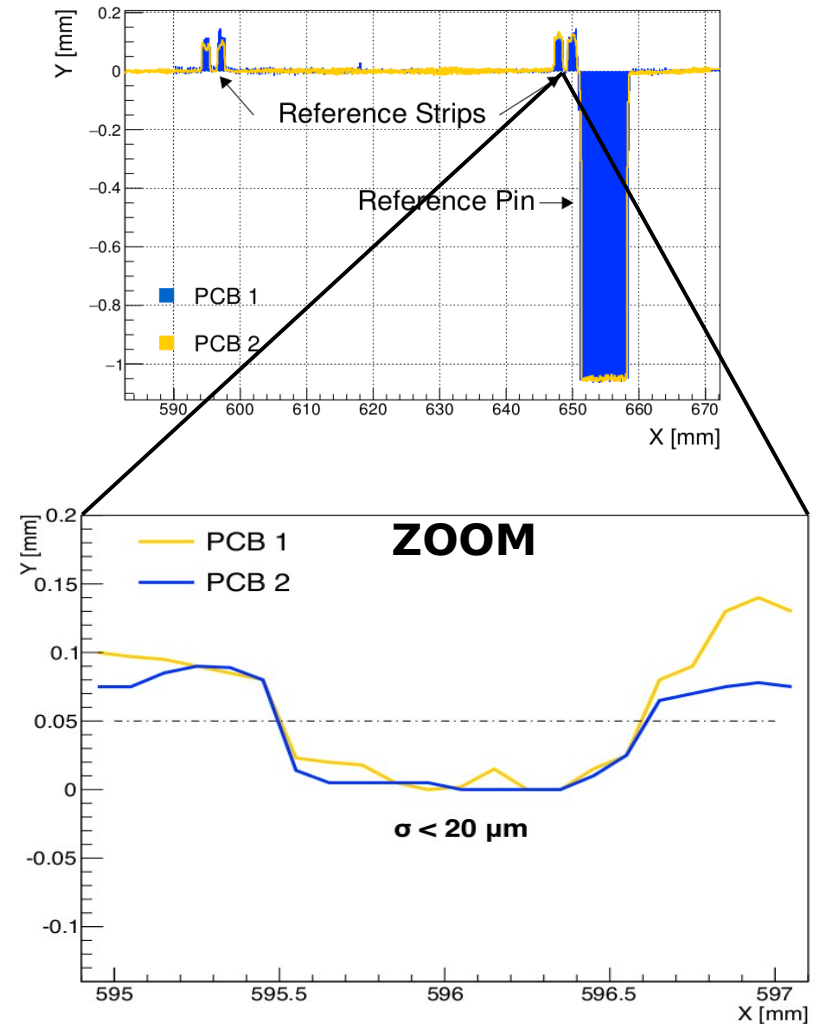 Y [mm]
0.2
0
−0.2
−0.4
−0.6
−0.8
−1
Reference Strips
Reference Pin
PCB 1
PCB 2
590 600 610 620 630 640 650 660 670
X [mm]
Y [mm]
0.2
0.15
0.1
0.05
0
-0.05
-0.1
ZOOM
PCB 1
PCB 2
σ < 20 µm
595 595.5 596 596.5 597
X [mm]